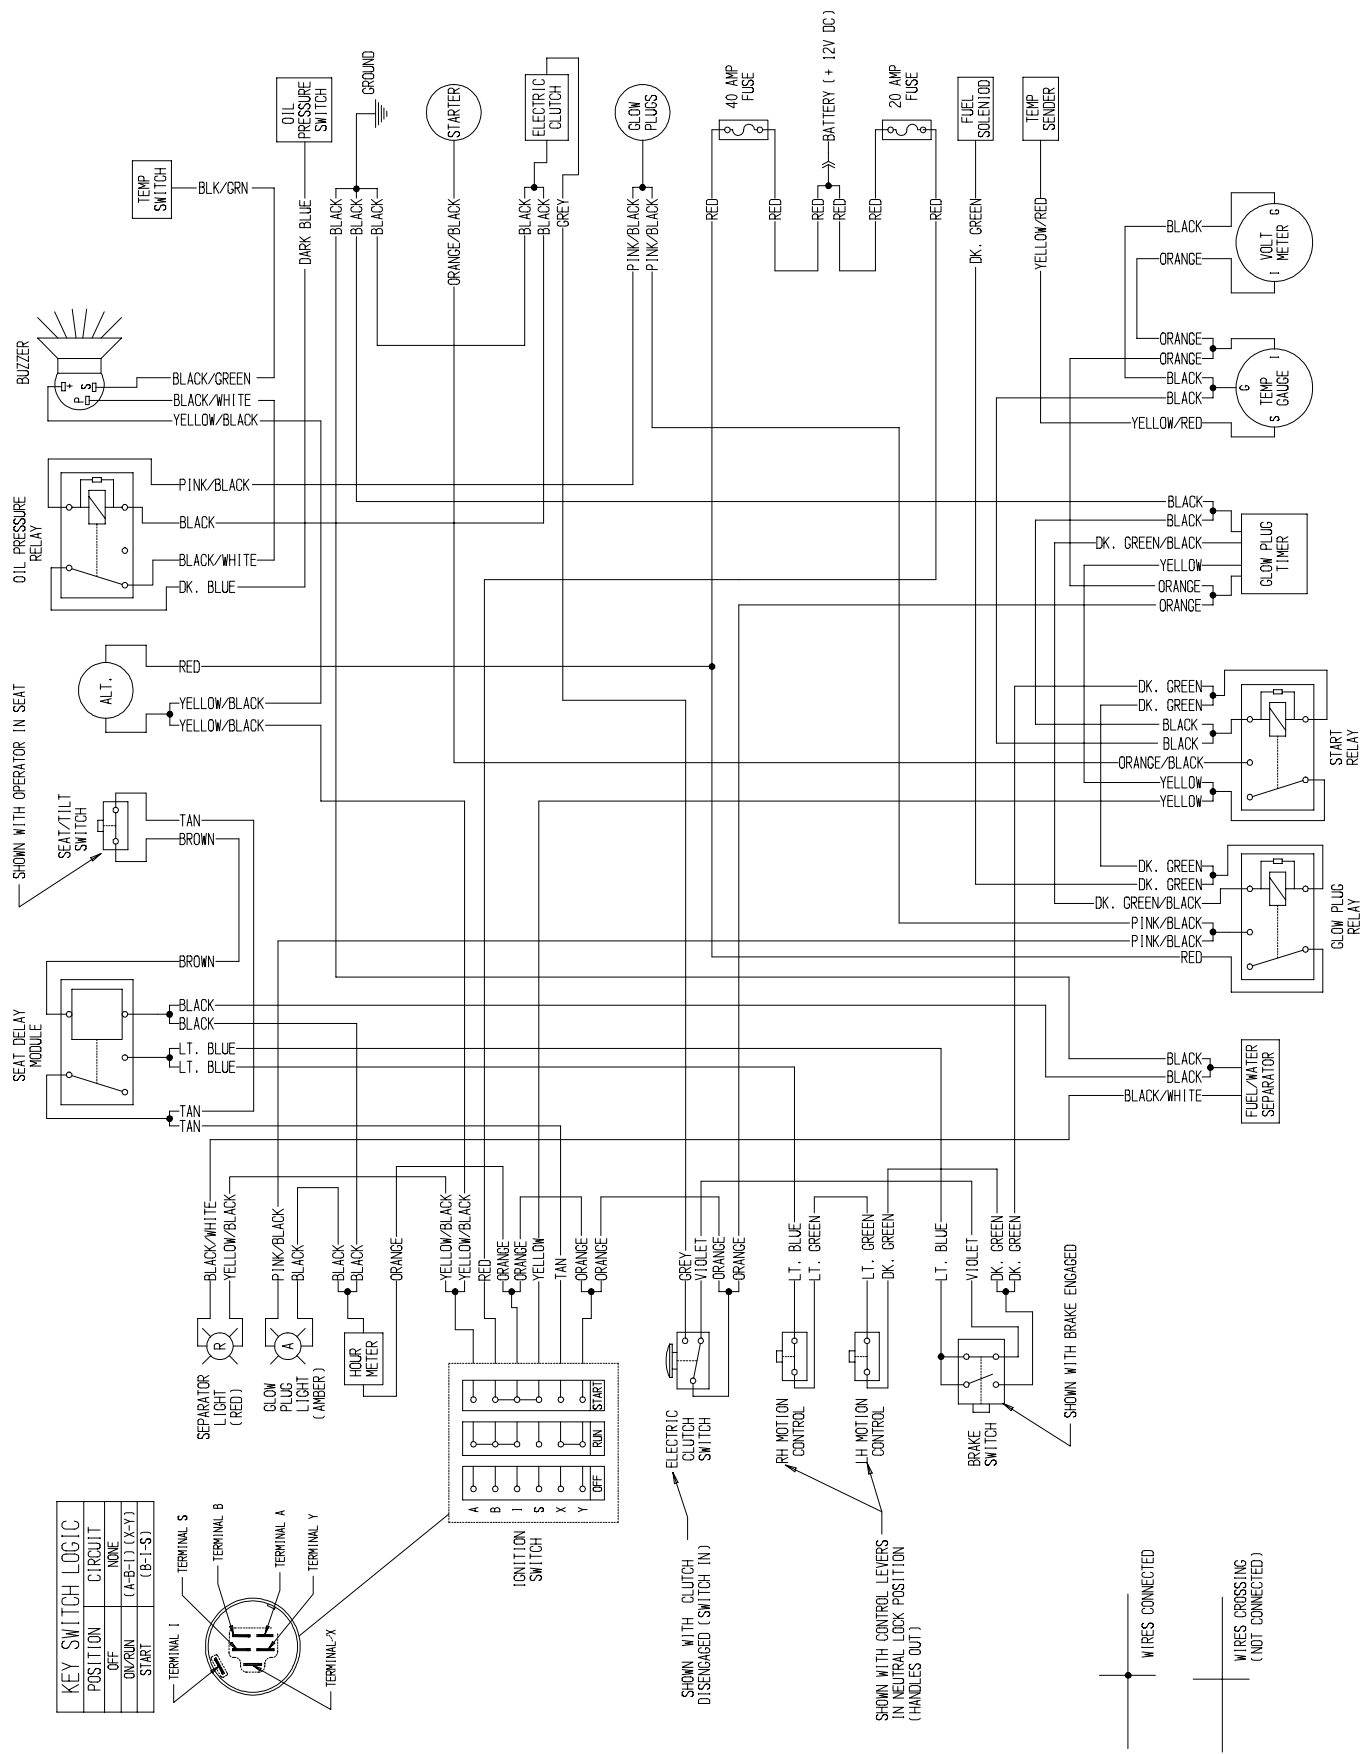 BUZZER
P
S
+
OIL PRESSURE
RELAY
SHOWN WITH OPERATOR IN SEAT
ALT.
SEAT/TILT
SWITCH
SEAT DELAY
MODULE
TEMP
SWITCH
OIL
PRESSURE
SWITCH
GROUND
STARTER
ELECTRIC
CLUTCH
GLOW
PLUGS
40 AMP
FUSE
BATTERY (+ 12V DC)
20 AMP
FUSE
FUEL
SOLENIOD
TEMP
SENDER
BLK/GRN
DARK BLUE
BLACK
BLACK
BLACK
ORANGE/BLACK
BLACK
BLACK
GREY
PINK/BLACK
PINK/BLACK
RED
RED
RED
RED
RED
DK. GREEN
YELLOW/RED
BLACK/GREEN
BLACK/WHITE
YELLOW/BLACK
PINK/BLACK
BLACK
BLACK/WHITE
DK. BLUE
RED
YELLOW/BLACK
YELLOW/BLACK
TAN
BROWN
BROWN
BLACK
BLACK
LT. BLUE
LT. BLUE
TAN
TAN
BLACK
ORANGE
G
VOLT
METER
I
ORANGE
ORANGE
BLACK
BLACK
YELLOW/RED
I
G
TEMP
GAUGE
S
BLACK
BLACK
DK. GREEN/BLACK
YELLOW
ORANGE
ORANGE
GLOW PLUG
TIMER
DK. GREEN
DK. GREEN
BLACK
BLACK
ORANGE/BLACK
YELLOW
YELLOW
START
RELAY
DK. GREEN
DK. GREEN
DK. GREEN/BLACK
PINK/BLACK
PINK/BLACK
RED
GLOW PLUG
RELAY
BLACK
BLACK
BLACK/WHITE
FUEL/WATER
SEPARATOR
BLACK/WHITE
YELLOW/BLACK
PINK/BLACK
BLACK
BLACK
BLACK
ORANGE
YELLOW/BLACK
YELLOW/BLACK
RED
ORANGE
ORANGE
YELLOW
TAN
ORANGE
ORANGE
GREY
VIOLET
ORANGE
ORANGE
LT. BLUE
LT. GREEN
LT. GREEN
DK. GREEN
LT. BLUE
VIOLET
DK. GREEN
DK. GREEN
R
SEPARATOR
LIGHT
(RED)
A
GLOW
PLUG
LIGHT
(AMBER)
HOUR
METER
START
RUN
OFF
A
B
I
S
X
Y
IGNITION
SWITCH
ELECTRIC
CLUTCH
SWITCH
RH MOTION
CONTROL
LH MOTION
CONTROL
BRAKE
SWITCH
SHOWN WITH BRAKE ENGAGED
SHOWN WITH CLUTCH
DISENGAGED (SWITCH IN)
SHOWN WITH CONTROL LEVERS
IN NEUTRAL LOCK POSITION
(HANDLES OUT)
KEY SWITCH LOGIC
POSITION CIRCUIT
OFF NONE
ON/RUN (A-B-I) (X-Y)
START (B-I-S)
TERMINAL I
TERMINAL S
TERMINAL B
TERMINAL A
TERMINAL Y
TERMINAL X
WIRES CONNECTED
WIRES CROSSING
(NOT CONNECTED)